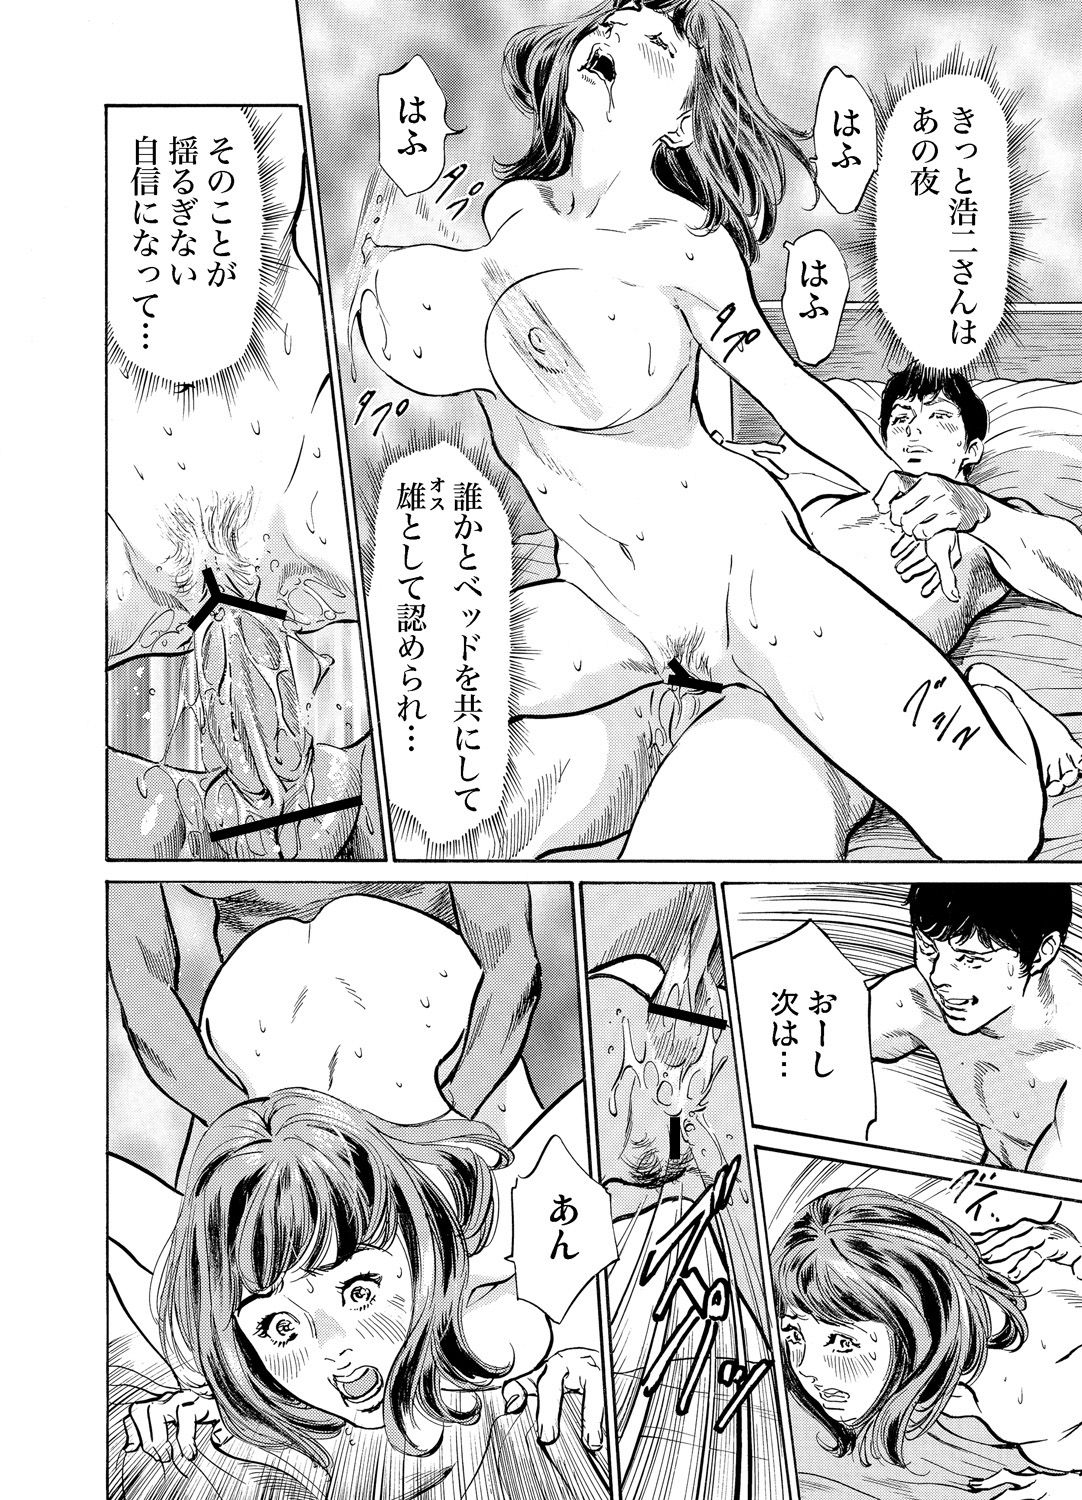 きっと浩二さんは
あの夜
はふ
はふ
はふ
タプ
タプ
タプ
誰かとベッドを共にして
雄として認められ…
オス
そのことが
揺るぎない
自信になって…
おーし
次は…
グイ…
あん